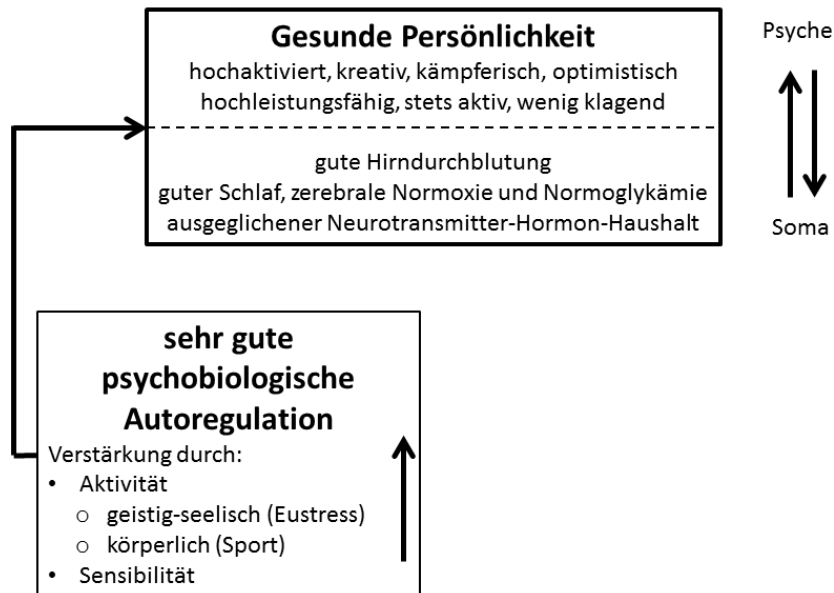 Gesunde Persönlichkeit
hochaktiviert, kreativ, kämpferisch, optimistisch
hochleistungsfähig, stets aktiv, wenig klagend
gute Hirndurchblutung
guter Schlaf, zerebrale Normoxie und Normoglykämie
ausgeglichener Neurotransmitter-Hormon-Haushalt
Psyche
Soma
sehr gute
psychobiologische
Autoregulation
Verstärkung durch:
• Aktivität
o geistig-seelisch (Eustress)
o körperlich (Sport)
• Sensibilität